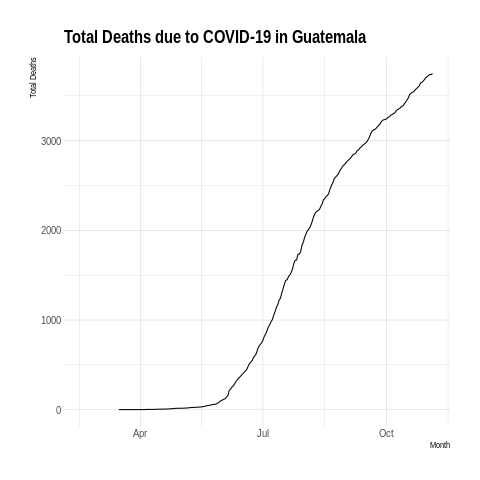 Total Deaths due to COVID-19 in Guatemala
Total Deaths
3000
2000
1000
0
Apr Jul Oct
Month